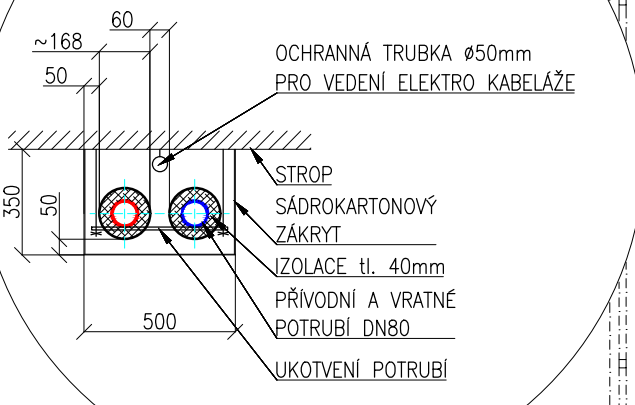 60
~168
50
OCHRANNÁ TRUBKA ø50mm
PRO VEDENÍ ELEKTRO KABELÁŽE
STROP
350
50
SÁDROKARTONOVÝ
ZÁKRYT
IZOLACE tl. 40mm
PŘÍVODNÍ A VRATNÉ
POTRUBÍ DN80
500
UKOTVENÍ POTRUBÍ
H
H